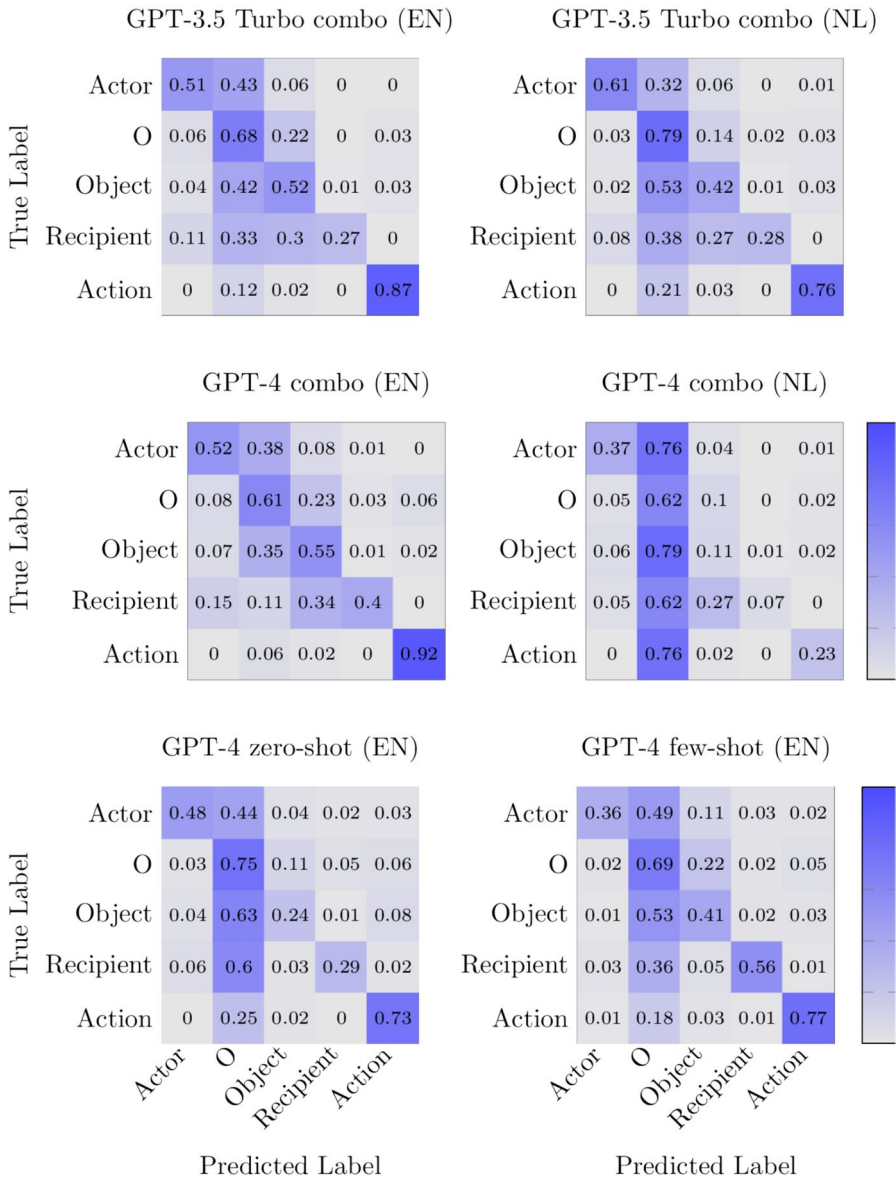 GPT-3.5 Turbo combo (EN)
GPT-3.5 Turbo combo (NL)
True Label
Actor 0.51 0.43 0.06 0 0
O 0.06 0.68 0.22 0 0.03
Object 0.04 0.42 0.52 0.01 0.03
Recipient 0.11 0.33 0.3 0.27 0
Action 0 0.12 0.02 0 0.87
Actor 0.61 0.32 0.06 0 0.01
O 0.03 0.79 0.14 0.02 0.03
Object 0.02 0.53 0.42 0.01 0.03
Recipient 0.08 0.38 0.27 0.28 0
Action 0 0.21 0.03 0 0.76
GPT-4 combo (EN)
GPT-4 combo (NL)
True Label
Actor 0.52 0.38 0.08 0.01 0
O 0.08 0.61 0.23 0.03 0.06
Object 0.07 0.35 0.55 0.01 0.02
Recipient 0.15 0.11 0.34 0.4 0
Action 0 0.06 0.02 0 0.92
Actor 0.37 0.76 0.04 0 0.01
O 0.05 0.62 0.1 0 0.02
Object 0.06 0.79 0.11 0.01 0.02
Recipient 0.05 0.62 0.27 0.07 0
Action 0 0.76 0.02 0 0.23
GPT-4 zero-shot (EN)
GPT-4 few-shot (EN)
True Label
Actor 0.48 0.44 0.04 0.02 0.03
O 0.03 0.75 0.11 0.05 0.06
Object 0.04 0.63 0.24 0.01 0.08
Recipient 0.06 0.6 0.03 0.29 0.02
Action 0 0.25 0.02 0 0.73
Actor O Object Recipient Action
Predicted Label
Actor 0.36 0.49 0.11 0.03 0.02
O 0.02 0.69 0.22 0.02 0.05
Object 0.01 0.53 0.41 0.02 0.03
Recipient 0.03 0.36 0.05 0.56 0.01
Action 0.01 0.18 0.03 0.01 0.77
Actor O Object Recipient Action
Predicted Label